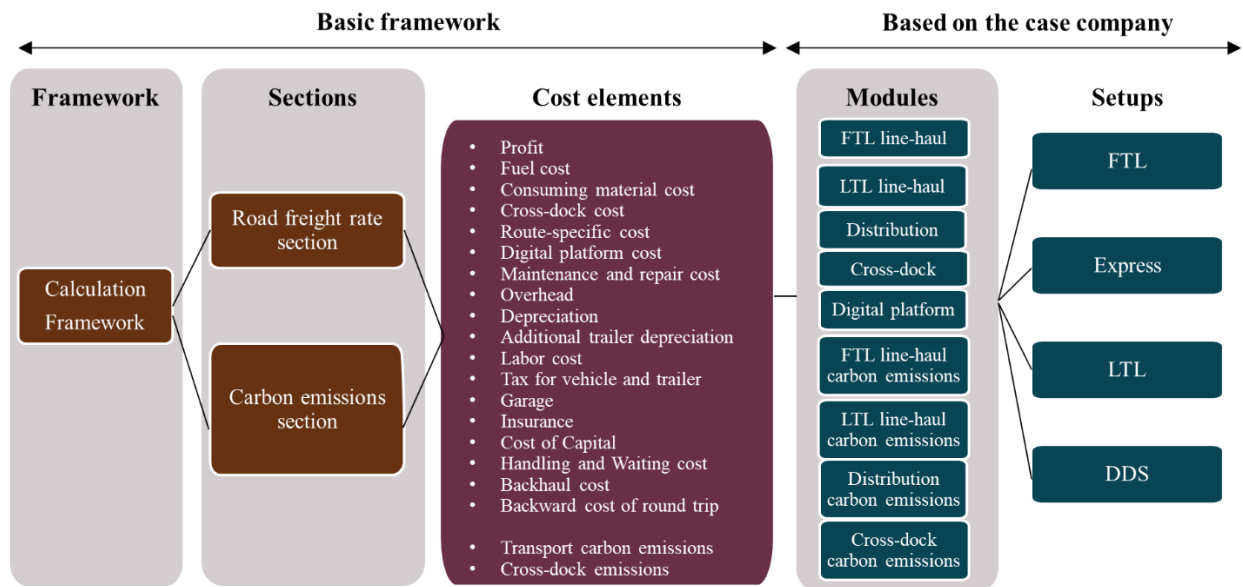 Basic framework
Based on the case company
Framework
Sections
Cost elements
Modules
Setups
Calculation
Framework
Road freight rate
section
Carbon emissions
section
• Profit
• Fuel cost
• Consuming material cost
• Cross-dock cost
• Route-specific cost
• Digital platform cost
• Maintenance and repair cost
• Overhead
• Depreciation
• Additional trailer depreciation
• Labor cost
• Tax for vehicle and trailer
• Garage
• Insurance
• Cost of Capital
• Handling and Waiting cost
• Backhaul cost
• Backward cost of round trip
• Transport carbon emissions
• Cross-dock emissions
FTL line-haul
LTL line-haul
Distribution
Cross-dock
Digital platform
FTL line-haul
carbon emissions
LTL line-haul
carbon emissions
Distribution
carbon emissions
Cross-dock
carbon emissions
FTL
Express
LTL
DDS